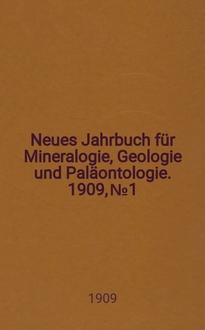 Neues Jahrbuch für
Mineralogie, Geologie
und Paläontologie.
1909,№1
1909